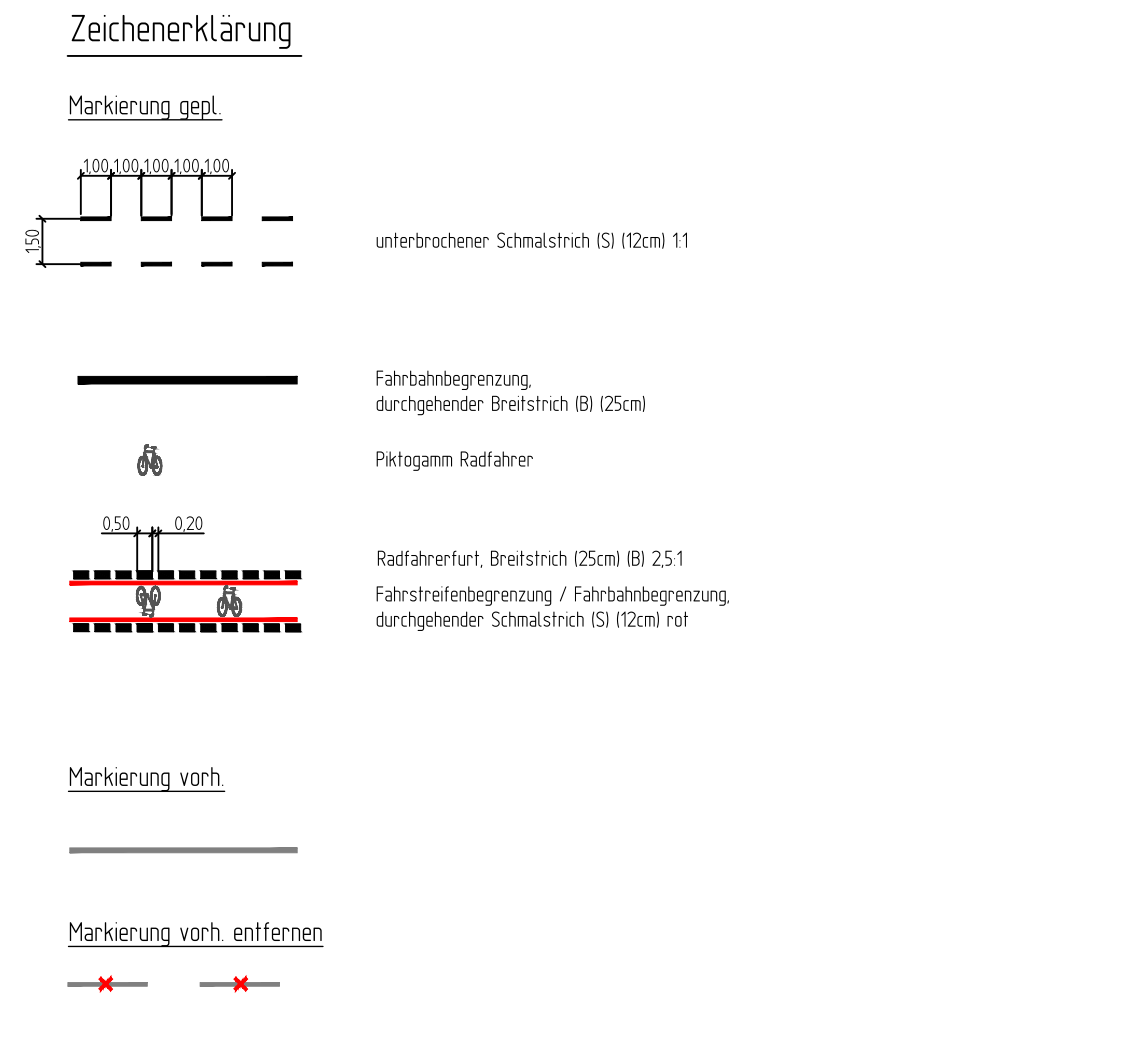 Zeichenerklärung
Markierung gepl.
1,00 1,00 1,00 1,00 1,00
1,50
unterbrochener Schmalstrich (S) (12cm) 1:1
Fahrbahnbegrenzung,
durchgehender Breitstrich (B) (25cm)
Piktogamm Radfahrer
0,50 0,20
Radfahrerfurt, Breitstrich (25cm) (B) 2,5:1
Fahrstreifenbegrenzung / Fahrbahnbegrenzung,
durchgehender Schmalstrich (S) (12cm) rot
Markierung vorh.
Markierung vorh. entfernen